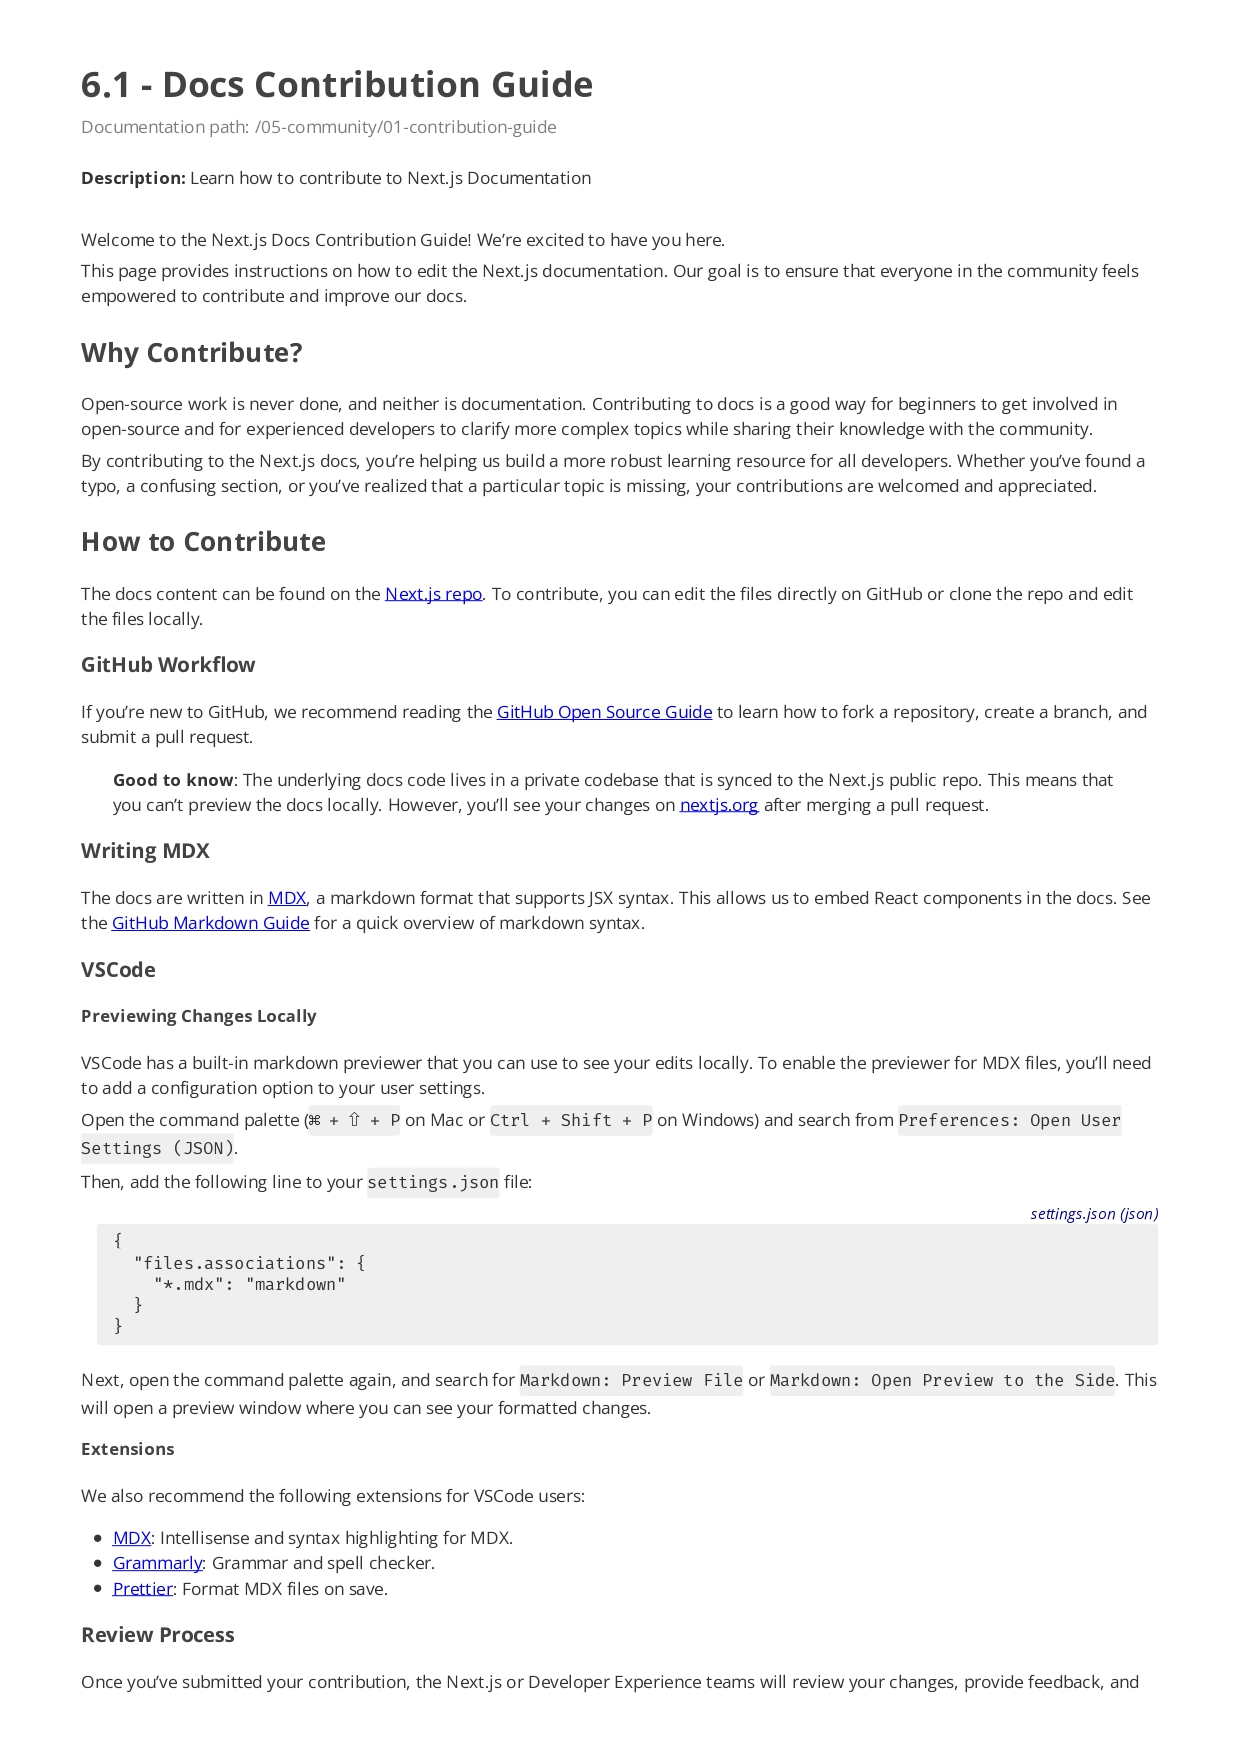 6.1 - Docs Contribution Guide
Documentation path: /05-community/01-contribution-guide
Description: Learn how to contribute to Next.js Documentation
Welcome to the Next.js Docs Contribution Guide! We’re excited to have you here.
This page provides instructions on how to edit the Next.js documentation. Our goal is to ensure that everyone in the community feels
empowered to contribute and improve our docs.
Why Contribute?
Open-source work is never done, and neither is documentation. Contributing to docs is a good way for beginners to get involved in
open-source and for experienced developers to clarify more complex topics while sharing their knowledge with the community.
By contributing to the Next.js docs, you’re helping us build a more robust learning resource for all developers. Whether you’ve found a
typo, a confusing section, or you’ve realized that a particular topic is missing, your contributions are welcomed and appreciated.
How to Contribute
The docs content can be found on the Next.js repo. To contribute, you can edit the files directly on GitHub or clone the repo and edit
the files locally.
GitHub Workflow
If you’re new to GitHub, we recommend reading the GitHub Open Source Guide to learn how to fork a repository, create a branch, and
submit a pull request.
Good to know: The underlying docs code lives in a private codebase that is synced to the Next.js public repo. This means that
you can’t preview the docs locally. However, you’ll see your changes on nextjs.org after merging a pull request.
Writing MDX
The docs are written in MDX, a markdown format that supports JSX syntax. This allows us to embed React components in the docs. See
the GitHub Markdown Guide for a quick overview of markdown syntax.
VSCode
Previewing Changes Locally
VSCode has a built-in markdown previewer that you can use to see your edits locally. To enable the previewer for MDX files, you’ll need
to add a configuration option to your user settings.
Open the command palette (⌘ + ⇧ + P on Mac or Ctrl + Shift + P on Windows) and search from Preferences: Open User
Settings (JSON).
Then, add the following line to your settings.json file:
settings.json (json)
{
  "files.associations": {
    "*.mdx": "markdown"
  }
}
Next, open the command palette again, and search for Markdown: Preview File or Markdown: Open Preview to the Side. This
will open a preview window where you can see your formatted changes.
Extensions
We also recommend the following extensions for VSCode users:
• MDX: Intellisense and syntax highlighting for MDX.
• Grammarly: Grammar and spell checker.
• Prettier: Format MDX files on save.
Review Process
Once you’ve submitted your contribution, the Next.js or Developer Experience teams will review your changes, provide feedback, and